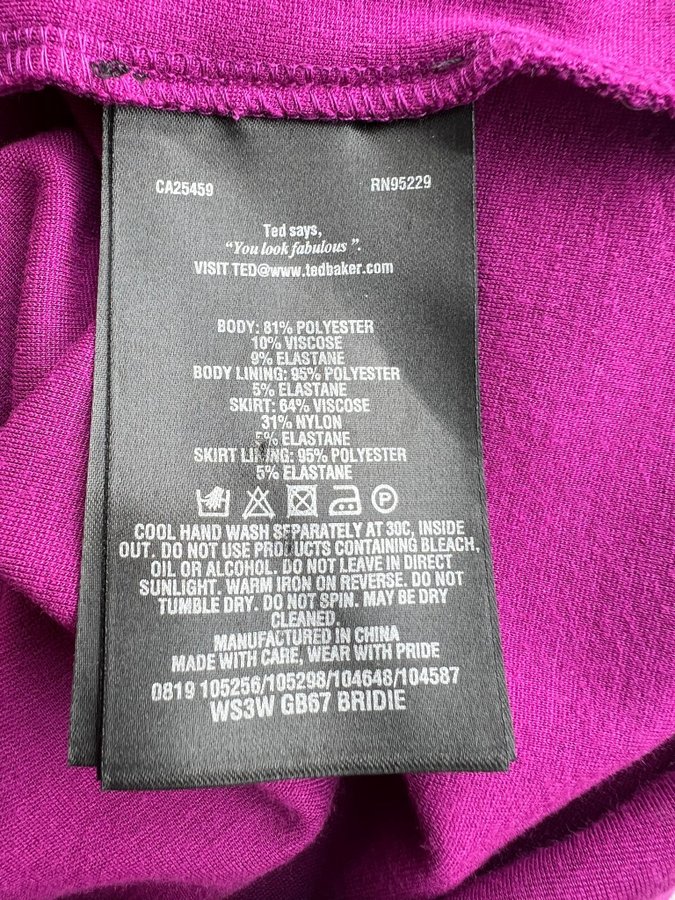 CA25459 RN95229
Ted says,
“You look fabulous ”.
VISIT TED@www.tedbaker.com
BODY: 81% POLYESTER
10% VISCOSE
9% ELASTANE
BODY LINING: 95% POLYESTER
5% ELASTANE
SKIRT: 64% VISCOSE
31% NYLON
5% ELASTANE
SKIRT LINING: 95% POLYESTER
5% ELASTANE
P
COOL HAND WASH SEPARATELY AT 30C, INSIDE
OUT. DO NOT USE PRODUCTS CONTAINING BLEACH,
OIL OR ALCOHOL. DO NOT LEAVE IN DIRECT
SUNLIGHT. WARM IRON ON REVERSE. DO NOT
TUMBLE DRY. DO NOT SPIN. MAY BE DRY
CLEANED.
MANUFACTURED IN CHINA
MADE WITH CARE, WEAR WITH PRIDE
0819 105256/105298/104648/104587
WS3W GB67 BRIDIE